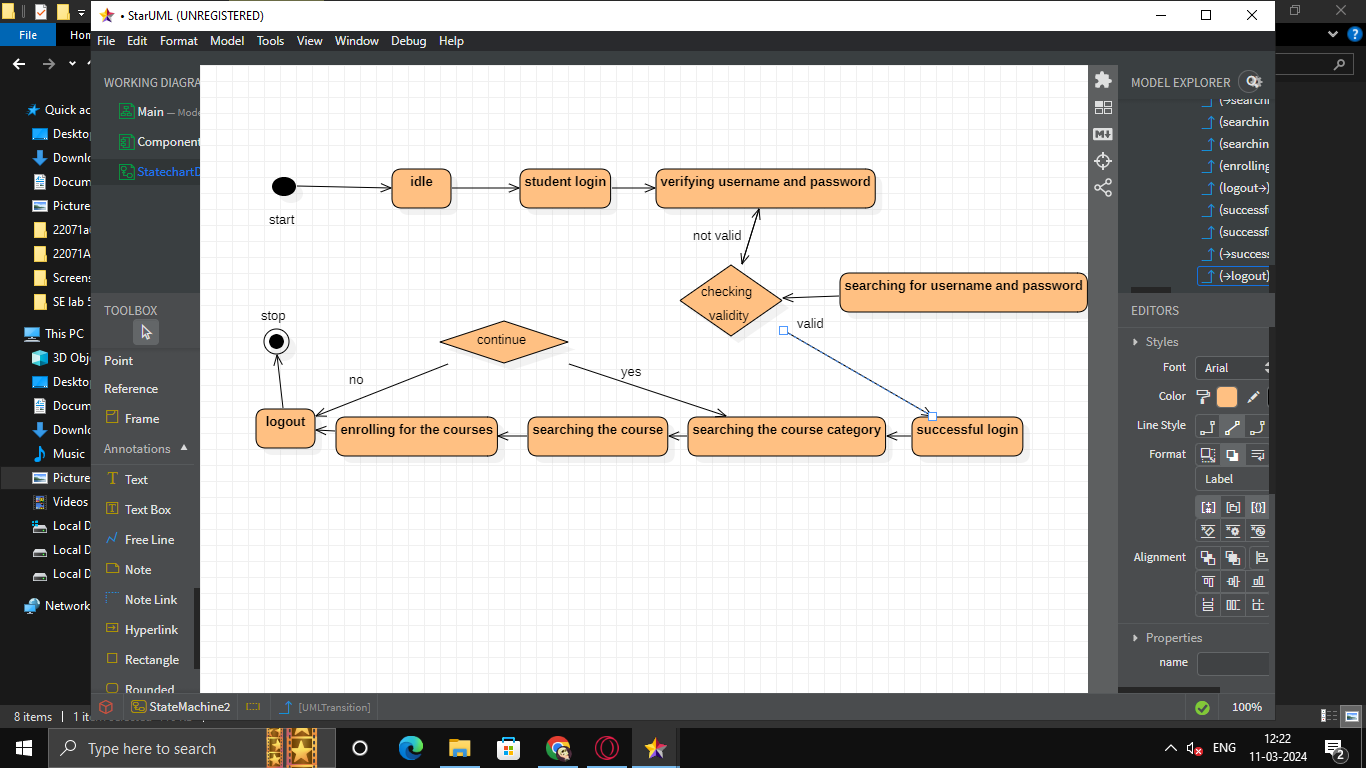 • StarUML (UNREGISTERED)
File
File Edit Format Model Tools View Window Debug Help
WORKING DIAGRA
Main — Mode
Component
StatechartD
Quick ac
Desktop
Downlo
Docum
Picture
22071a
22071A
Screens
SE lab 5
This PC
3D Obj
Desktop
Docum
Downlo
Music
Picture
Videos
Local D
Local D
Local D
Network
TOOLBOX
Point
Reference
Frame
Annotations
Text
Text Box
Free Line
Note
Note Link
Hyperlink
Rectangle
Rounded
start
idle
student login
verifying username and password
not valid
checking
validity
searching for username and password
valid
stop
continue
no
yes
logout
enrolling for the courses
searching the course
searching the course category
successful login
MODEL EXPLORER
(→searchi
(searchin
(searchin
(enrolling
(logout→)
(successf
(successf
(→success
(→logout)
EDITORS
Styles
Font Arial
Color
Line Style
Format
Label
Alignment
Properties
name
StateMachine2
[UMLTransition]
100%
8 items
Type here to search
ENG
12:22
11-03-2024
2